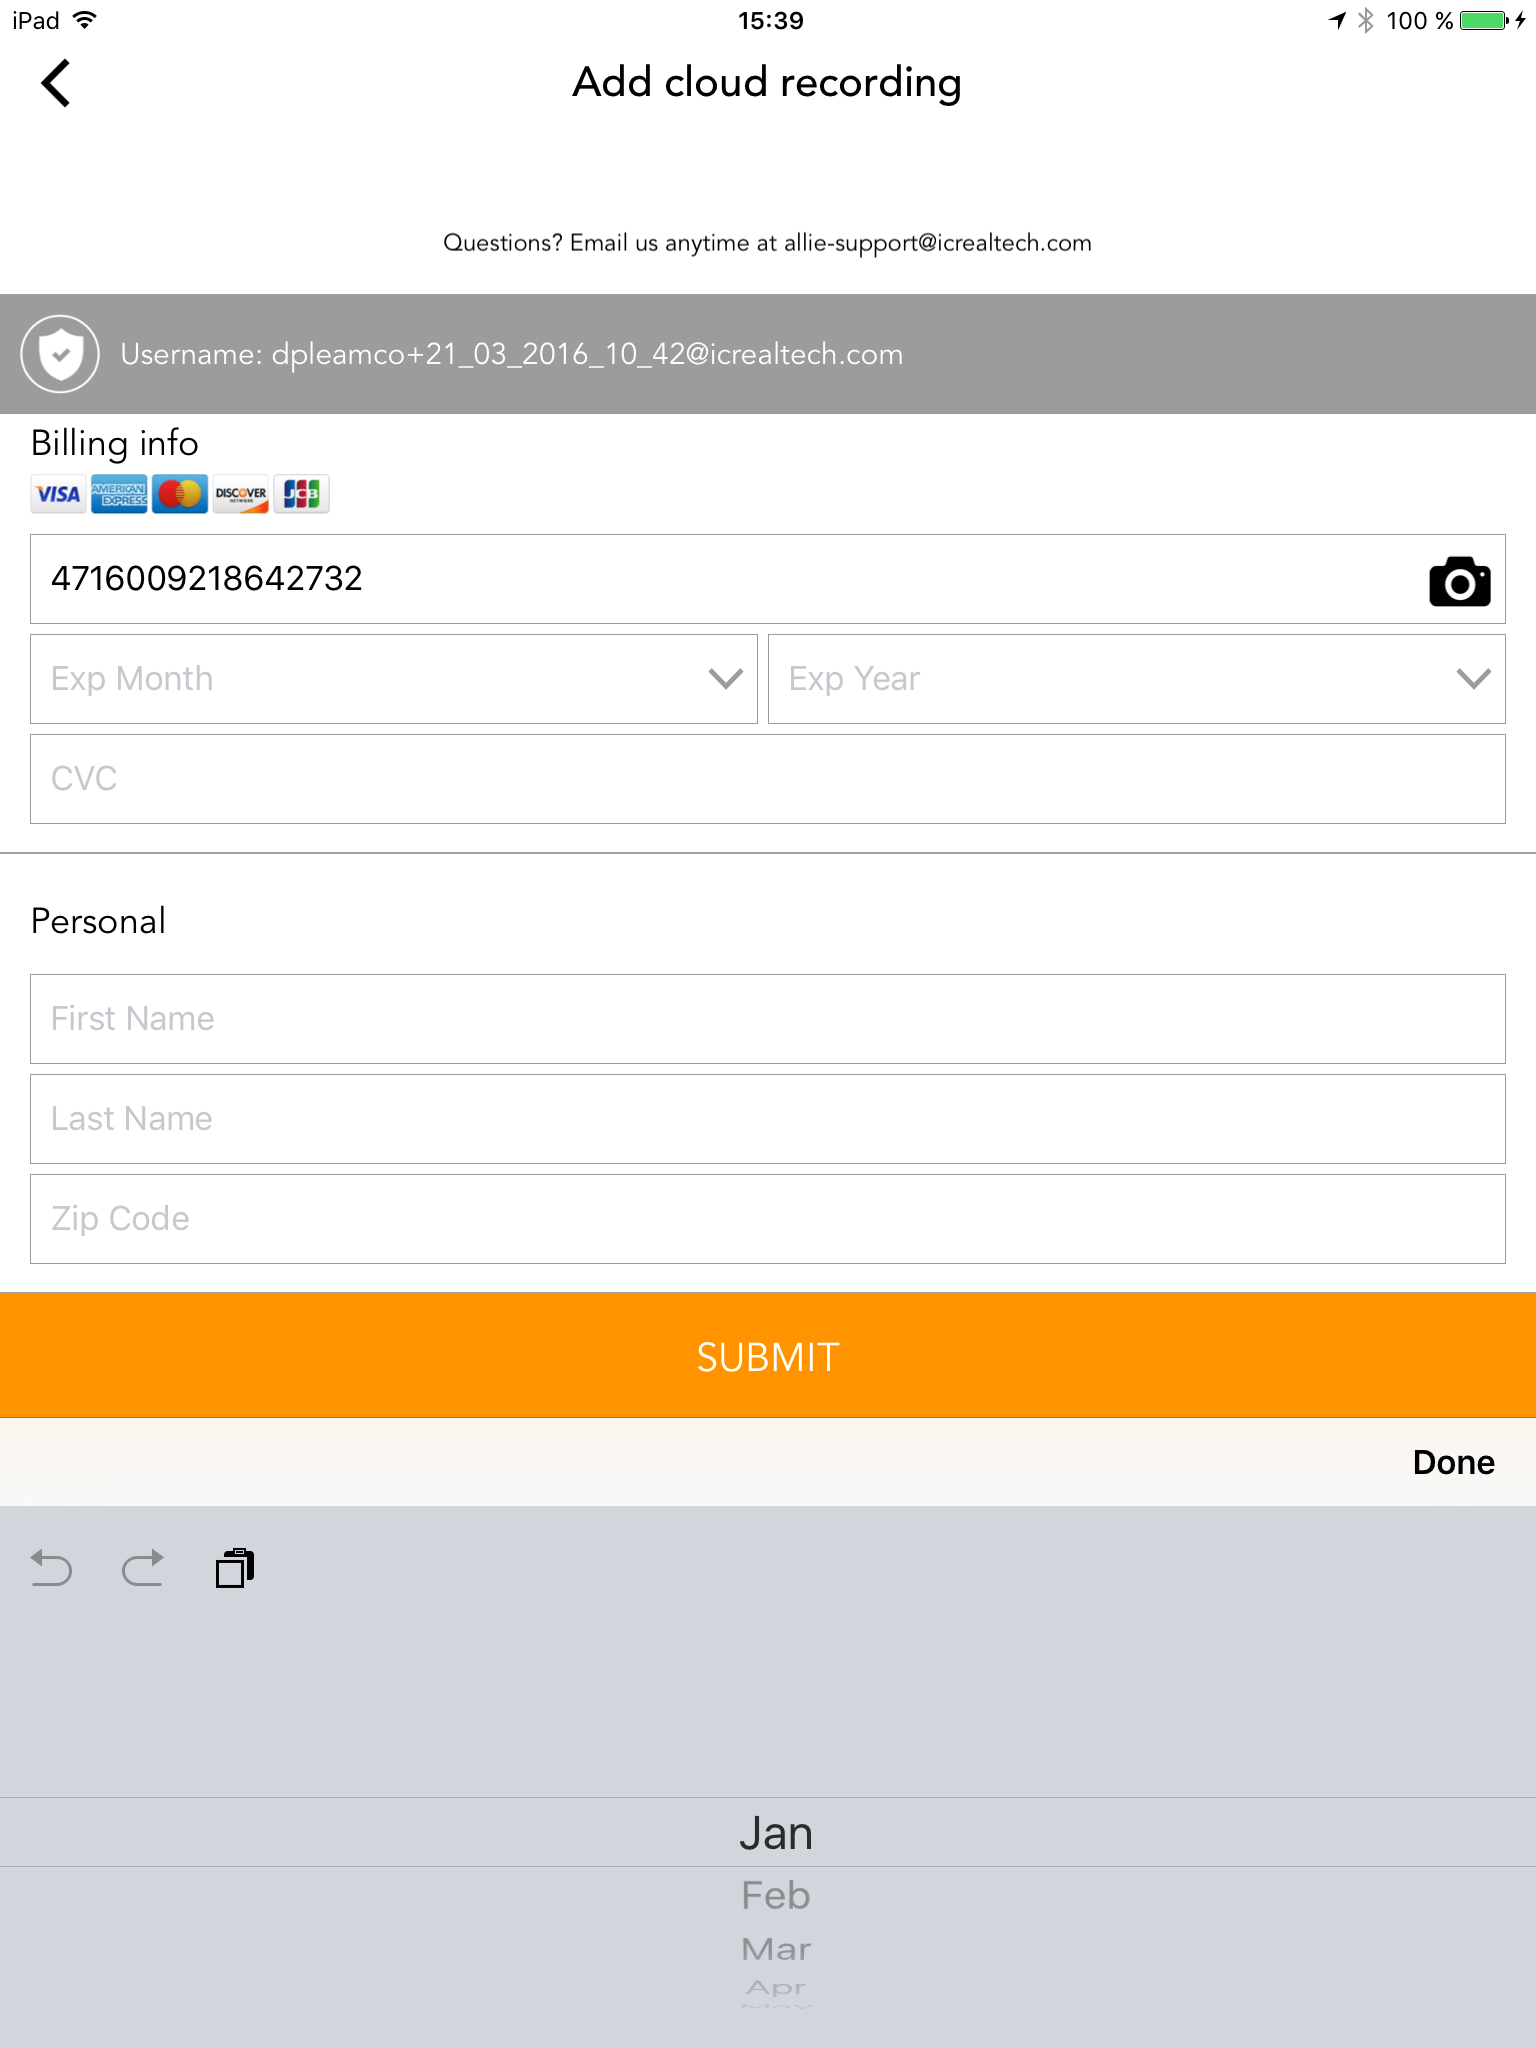 iPad 15:39 100 %
Add cloud recording
Questions? Email us anytime at allie-support@icrealtech.com
Username: dpleamco+21_03_2016_10_42@icrealtech.com
Billing info
VISA AMERICAN EXPRESS DISCOVER NETWORK JCB
4716009218642732
Exp Month Exp Year
CVC
Personal
First Name
Last Name
Zip Code
SUBMIT
Done
Jan
Feb
Mar
Apr
May